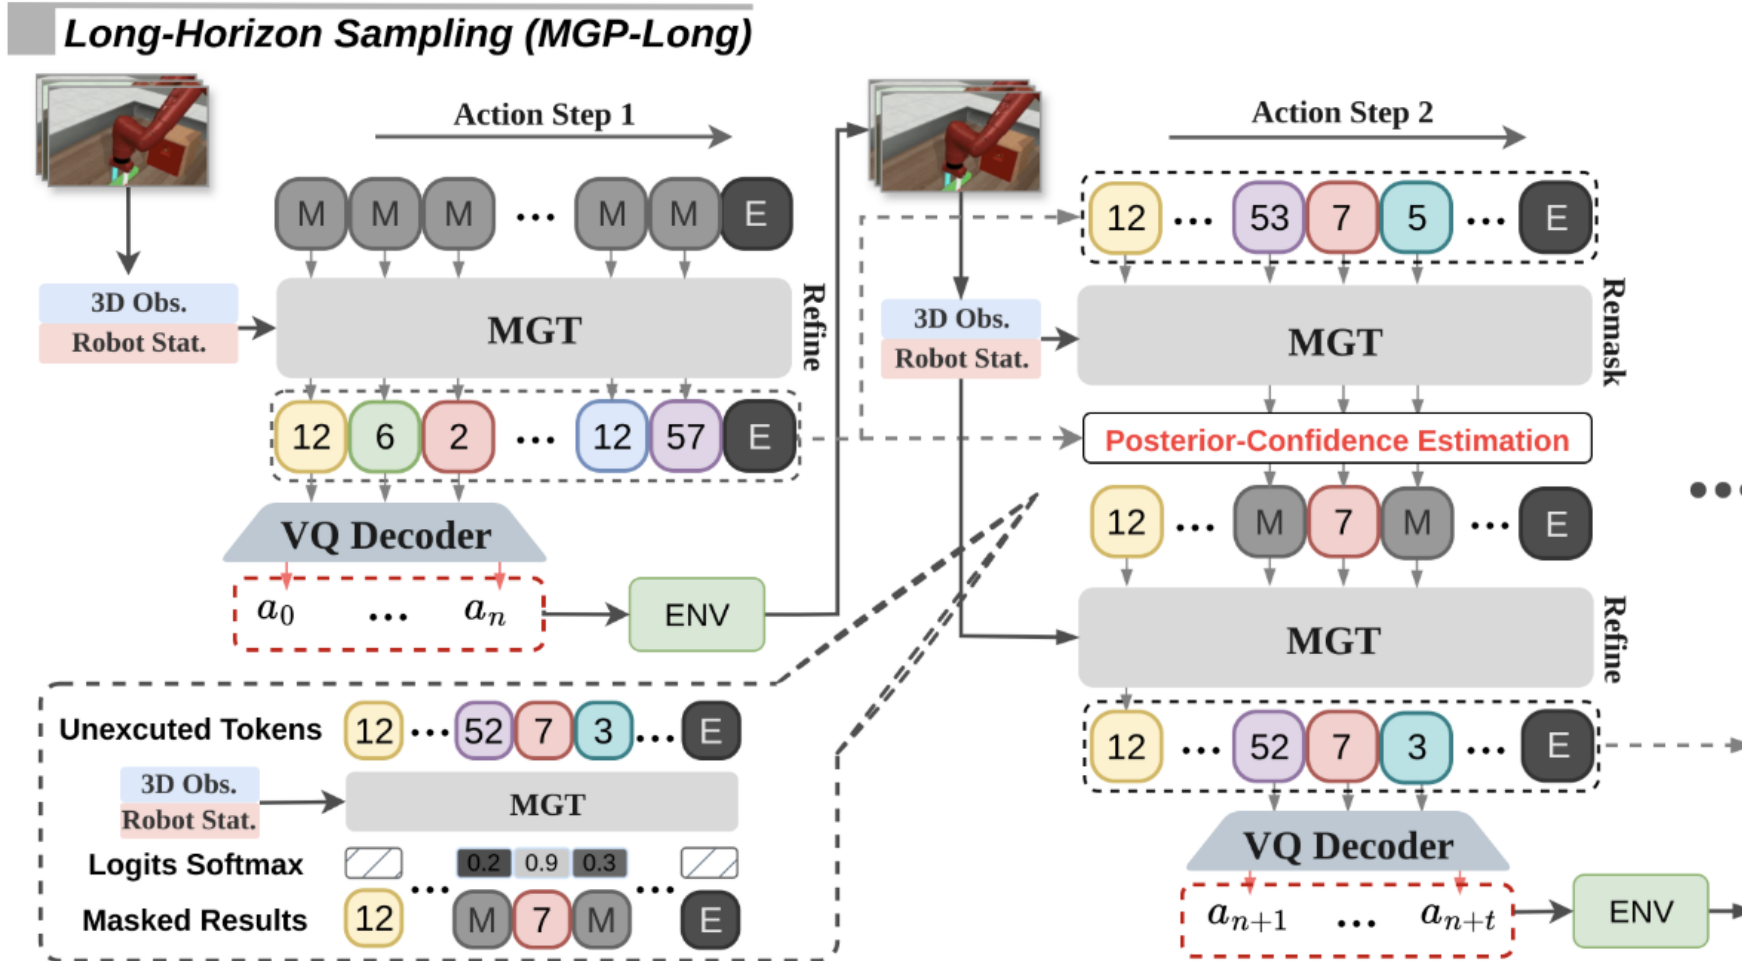 Long-Horizon Sampling (MGP-Long)
Action Step 1
M M M ... M M E
3D Obs.
Robot Stat.
MGT
Refine
12 6 2 ... 12 57 E
VQ Decoder
a0 ... an
ENV
Action Step 2
12 ... 53 7 5 ... E
3D Obs.
Robot Stat.
MGT
Remask
Posterior-Confidence Estimation
12 ... M 7 M ... E
MGT
Refine
12 ... 52 7 3 ... E
VQ Decoder
an+1 ... an+t
ENV
...
Unexcuted Tokens 12 ... 52 7 3 ... E
3D Obs.
Robot Stat.
MGT
Logits Softmax 0.2 0.9 0.3
... ...
Masked Results 12 M 7 M E